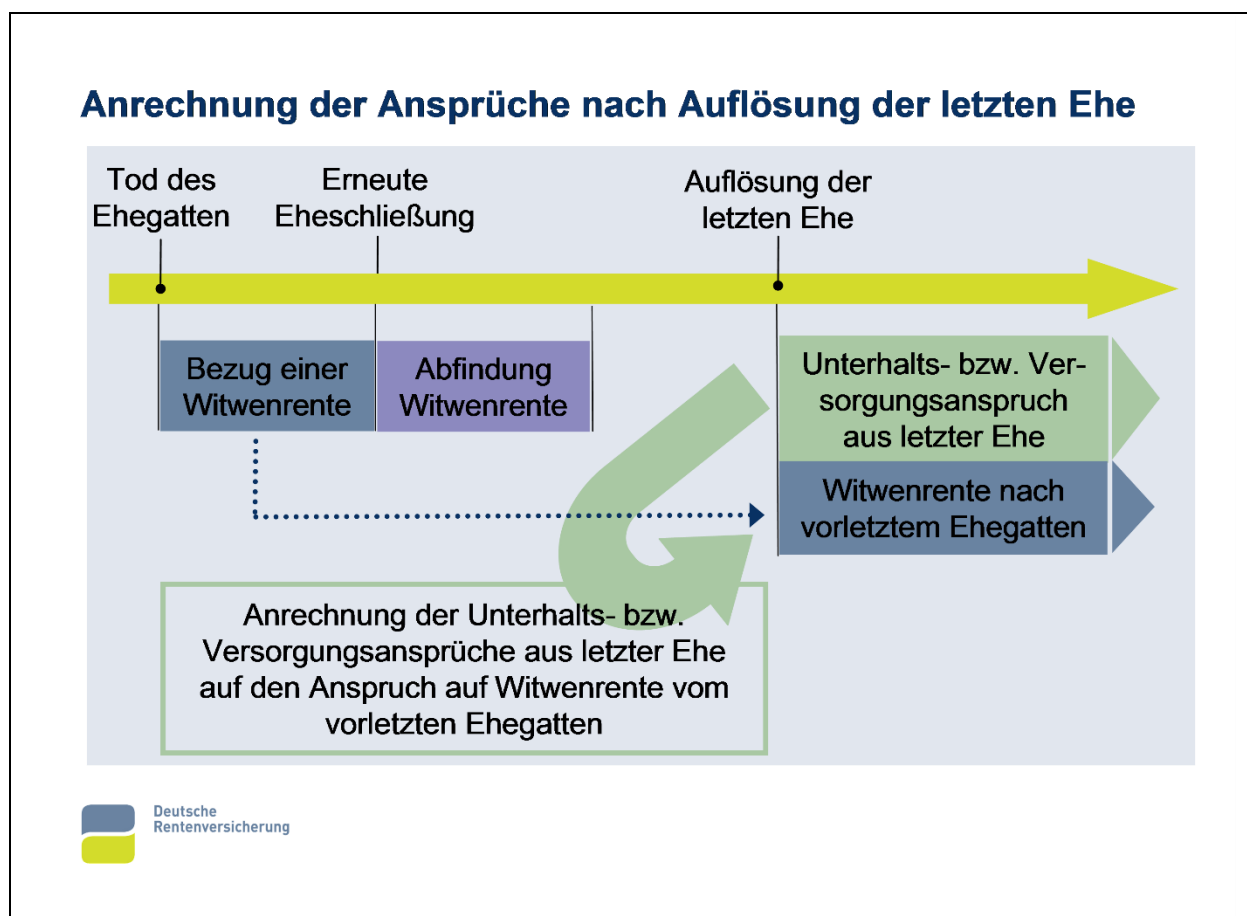 Anrechnung der Ansprüche nach Auflösung der letzten Ehe
Tod des
Ehegatten
Erneute
Eheschließung
Auflösung der
letzten Ehe
Bezug einer
Witwenrente
Abfindung
Witwenrente
Unterhalts- bzw. Ver-
sorgungsanspruch
aus letzter Ehe
Witwenrente nach
vorletztem Ehegatten
Anrechnung der Unterhalts- bzw.
Versorgungsansprüche aus letzter Ehe
auf den Anspruch auf Witwenrente vom
vorletzten Ehegatten
Deutsche
Rentenversicherung